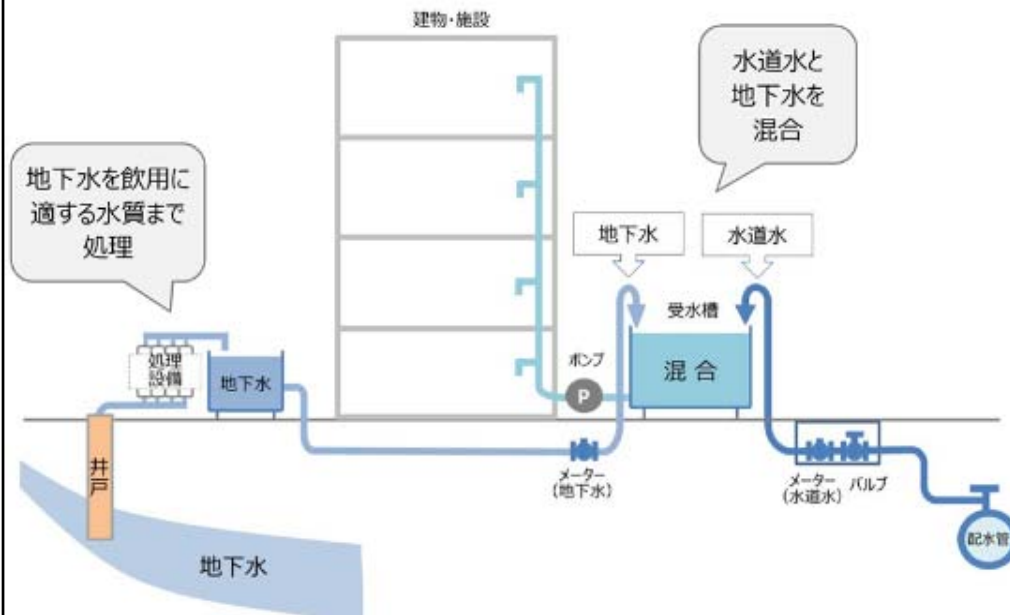 建物・施設
水道水と
地下水を
混合
地下水を飲用に
適する水質まで
処理
地下水
水道水
受水槽
混合
ポンプ
P
処理
設備
地下水
井戸
メーター
(地下水)
メーター
(水道水)
バルブ
配水管
地下水